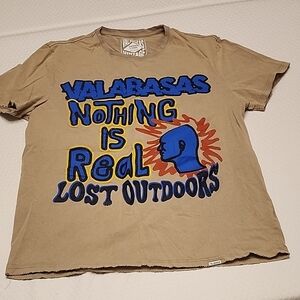 VALABASAS
NOTHING
IS
ReaL
LOST OUTDOORS